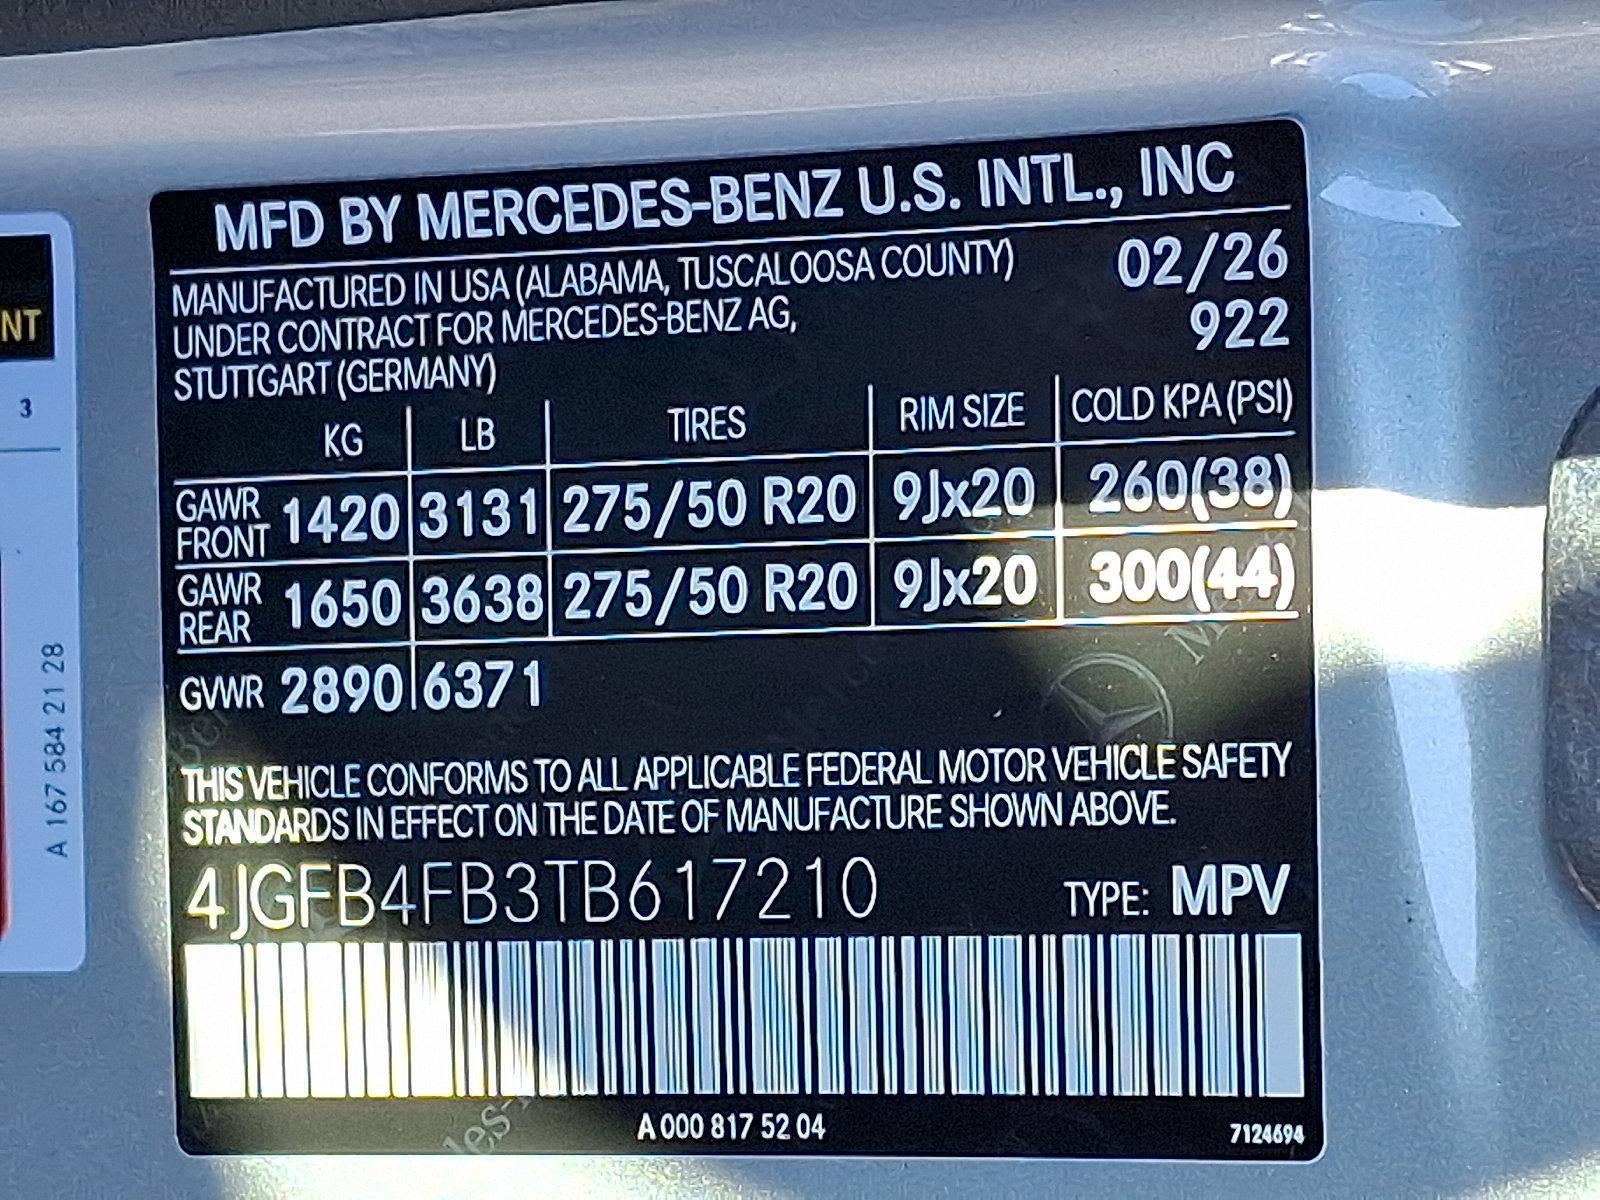 NT
3
A 167 584 21 28
MFD BY MERCEDES-BENZ U.S. INTL., INC
MANUFACTURED IN USA (ALABAMA, TUSCALOOSA COUNTY) 02/26
UNDER CONTRACT FOR MERCEDES-BENZ AG, 922
STUTTGART (GERMANY)
KG LB TIRES RIM SIZE COLD KPA (PSI)
GAWR FRONT 1420 3131 275/50 R20 9Jx20 260(38)
GAWR REAR 1650 3638 275/50 R20 9Jx20 300(44)
GVWR 2890 6371
THIS VEHICLE CONFORMS TO ALL APPLICABLE FEDERAL MOTOR VEHICLE SAFETY
STANDARDS IN EFFECT ON THE DATE OF MANUFACTURE SHOWN ABOVE.
4JGFB4FB3TB617210 TYPE: MPV
A 000 817 52 04 7124694